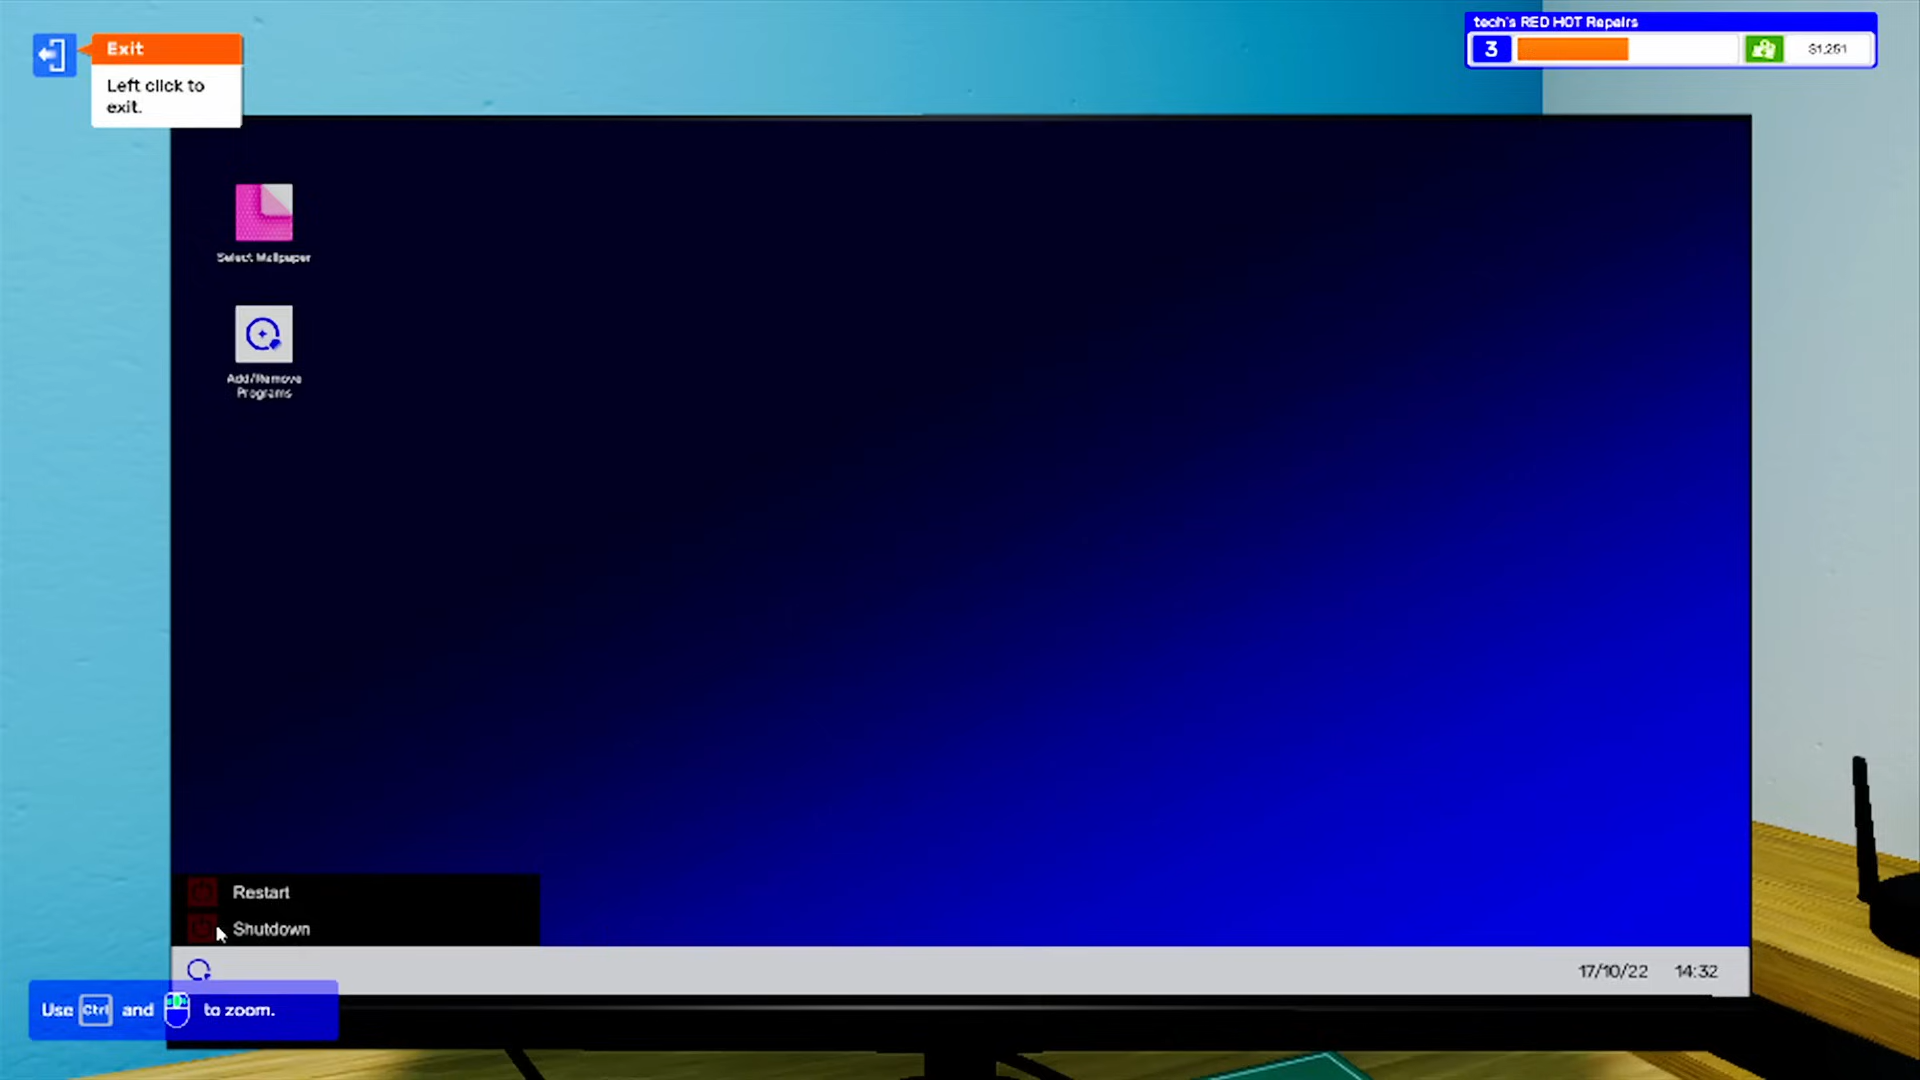 Exit
Left click to
exit.
tech's RED HOT Repairs
3
$1,251
Select Wallpaper
Add/Remove
Programs
Restart
Shutdown
17/10/22 14:32
Use Ctrl and to zoom.